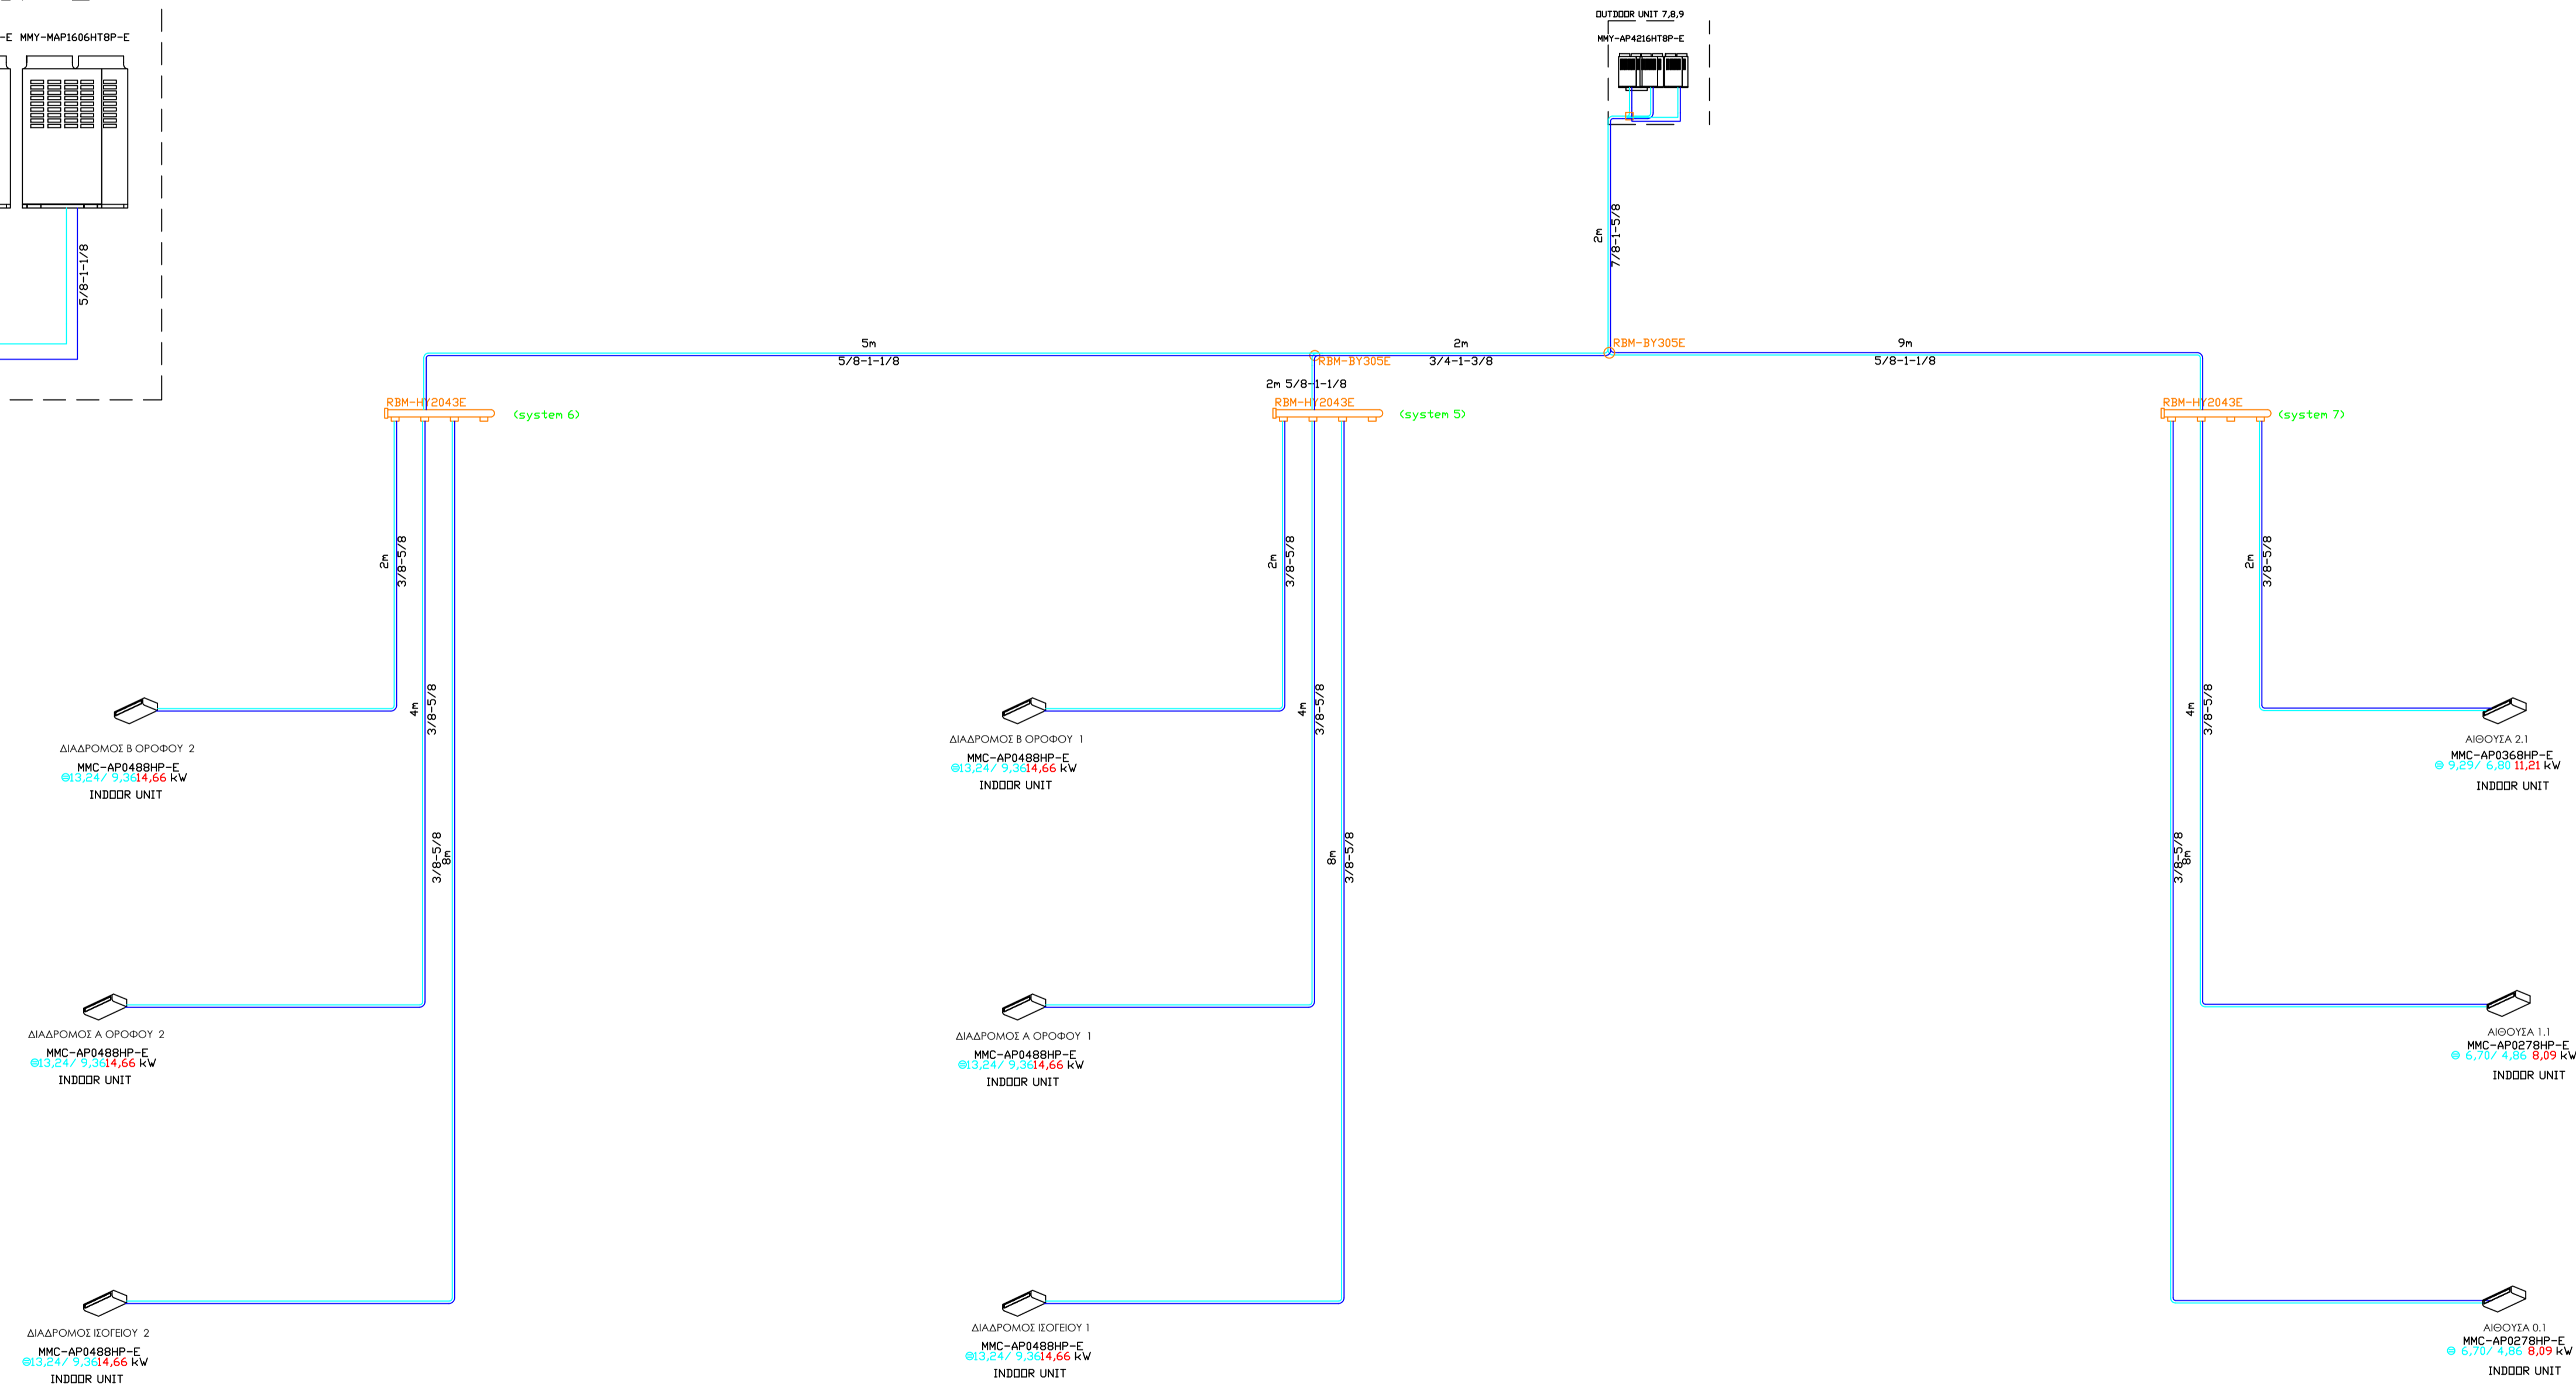 -E MMY-MAP1606HT8P-E
5/8-1-1/8
OUTDOOR UNIT 7,8,9
MMY-AP4216HT8P-E
2m
7/8-1-5/8
5m
5/8-1-1/8
RBM-BY305E
2m
3/4-1-3/8
RBM-BY305E
9m
5/8-1-1/8
2m 5/8-1-1/8
RBM-HY2043E
(system 6)
RBM-HY2043E
(system 5)
RBM-HY2043E
(system 7)
2m
3/8-5/8
4m
3/8-5/8
3/8-5/8
8m
2m
3/8-5/8
4m
3/8-5/8
8m
3/8-5/8
2m
3/8-5/8
4m
3/8-5/8
3/8-5/8
8m
ΔΙΑΔΡΟΜΟΣ Β ΟΡΟΦΟΥ 2
MMC-AP0488HP-E
13,24/ 9,36 14,66 kW
INDOOR UNIT
ΔΙΑΔΡΟΜΟΣ Β ΟΡΟΦΟΥ 1
MMC-AP0488HP-E
13,24/ 9,36 14,66 kW
INDOOR UNIT
ΑΙΘΟΥΣΑ 2.1
MMC-AP0368HP-E
9,29/ 6,80 11,21 kW
INDOOR UNIT
ΔΙΑΔΡΟΜΟΣ Α ΟΡΟΦΟΥ 2
MMC-AP0488HP-E
13,24/ 9,36 14,66 kW
INDOOR UNIT
ΔΙΑΔΡΟΜΟΣ Α ΟΡΟΦΟΥ 1
MMC-AP0488HP-E
13,24/ 9,36 14,66 kW
INDOOR UNIT
ΑΙΘΟΥΣΑ 1.1
MMC-AP0278HP-E
6,70/ 4,86 8,09 kW
INDOOR UNIT
ΔΙΑΔΡΟΜΟΣ ΙΣΟΓΕΙΟΥ 2
MMC-AP0488HP-E
13,24/ 9,36 14,66 kW
INDOOR UNIT
ΔΙΑΔΡΟΜΟΣ ΙΣΟΓΕΙΟΥ 1
MMC-AP0488HP-E
13,24/ 9,36 14,66 kW
INDOOR UNIT
ΑΙΘΟΥΣΑ 0.1
MMC-AP0278HP-E
6,70/ 4,86 8,09 kW
INDOOR UNIT